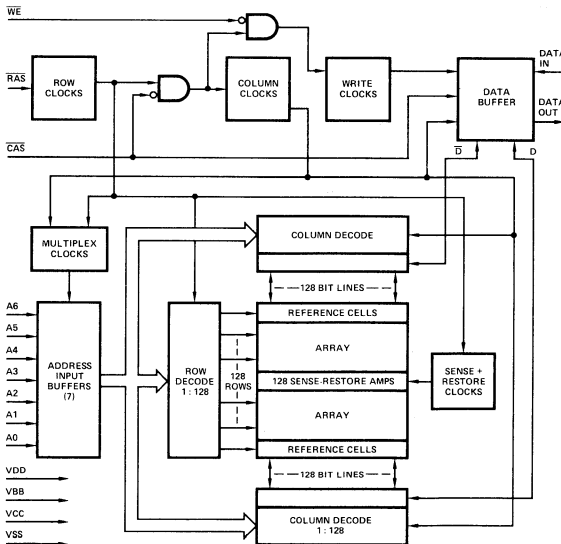 WE
RAS
ROW
CLOCKS
COLUMN
CLOCKS
WRITE
CLOCKS
DATA
BUFFER
DATA
IN
DATA
OUT
CAS
D
D
MULTIPLEX
CLOCKS
COLUMN DECODE
128 BIT LINES
A6
A5
A4
A3
A2
A1
A0
ADDRESS
INPUT
BUFFERS
(7)
ROW
DECODE
1 : 128
128
ROWS
REFERENCE CELLS
ARRAY
128 SENSE-RESTORE AMPS
ARRAY
REFERENCE CELLS
SENSE +
RESTORE
CLOCKS
128 BIT LINES
COLUMN DECODE
1 : 128
VDD
VBB
VCC
VSS